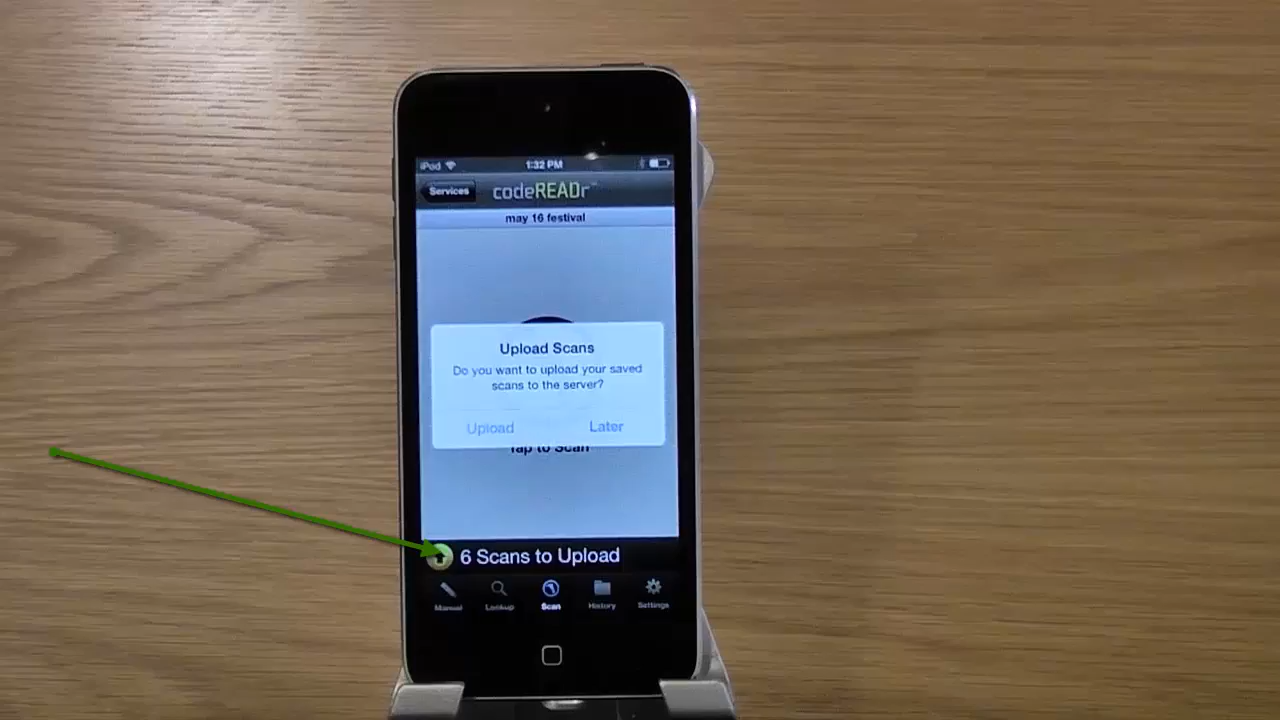 iPod 1:32 PM
Services codeREADr™
may 16 festival
Upload Scans
Do you want to upload your saved
scans to the server?
Upload Later
Tap to Scan
6 Scans to Upload
Manual Lookup Scan History Settings